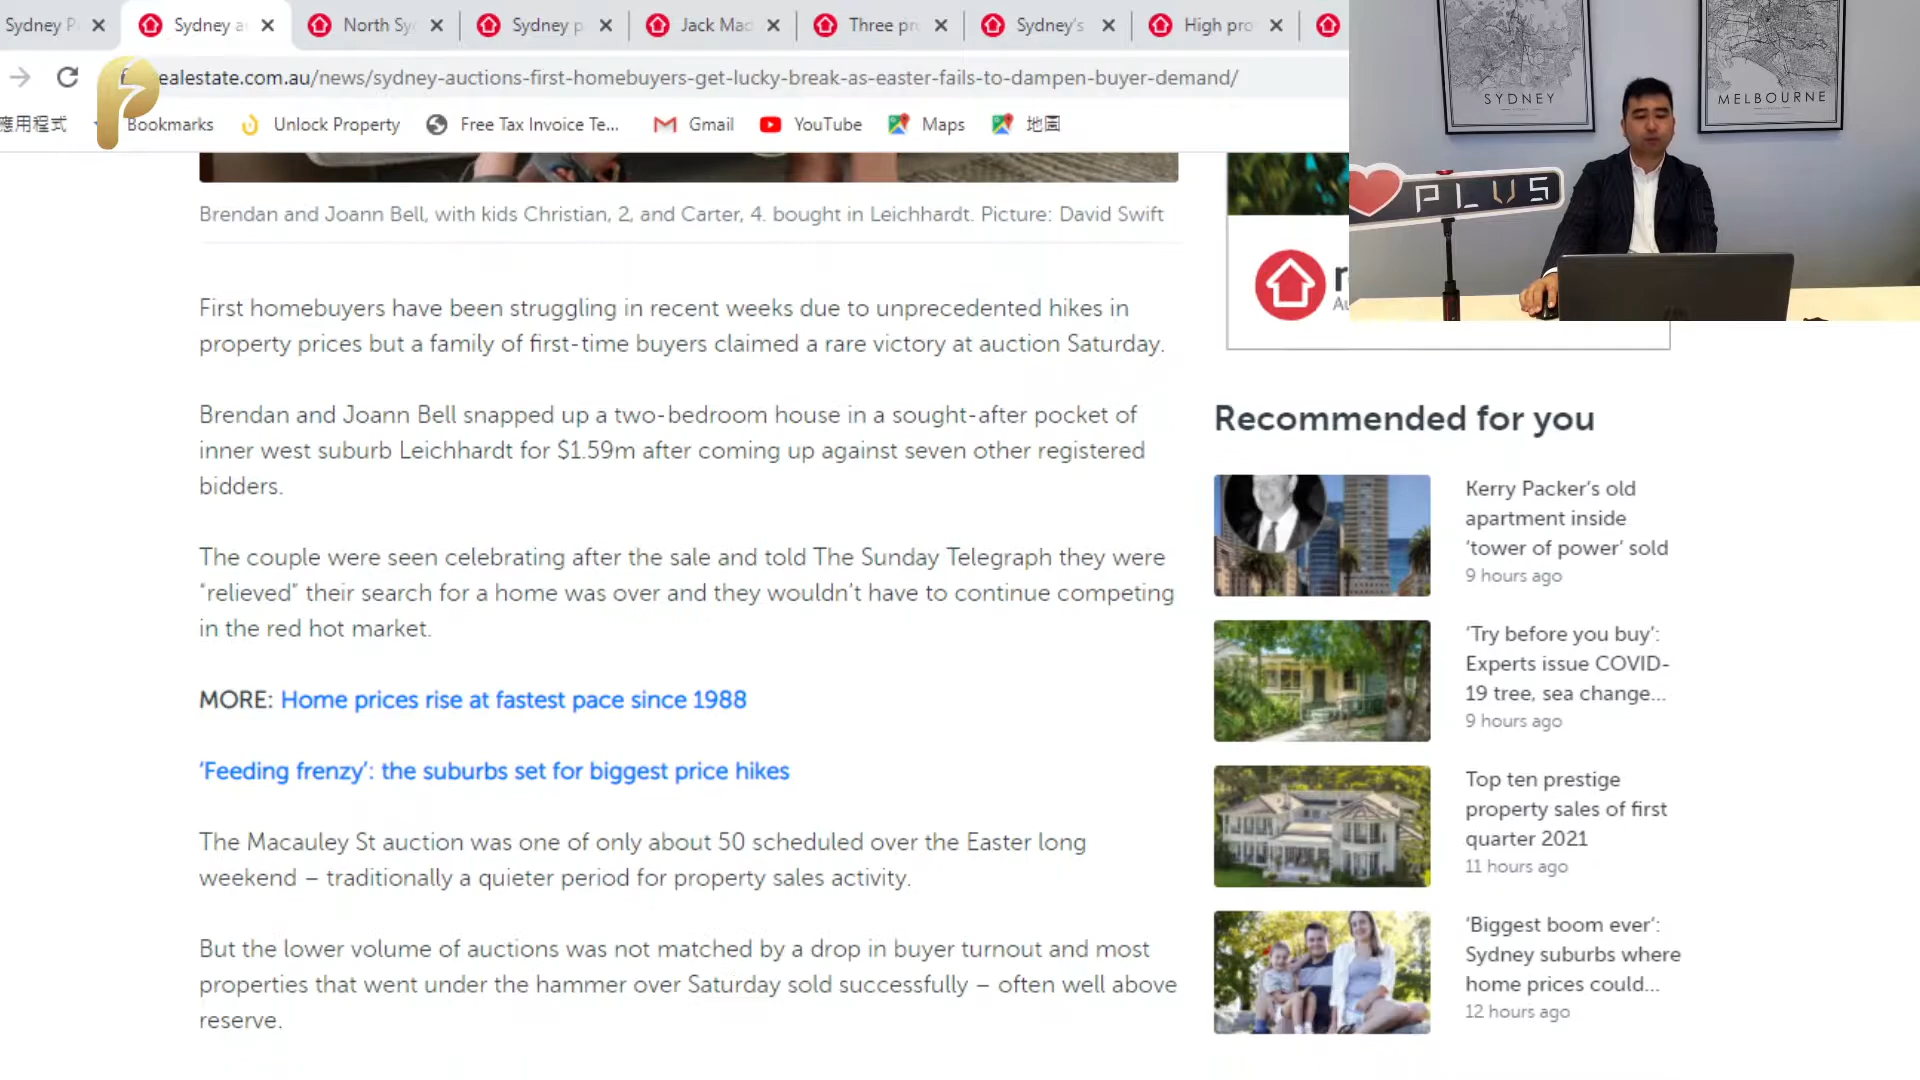 Sydney P
Sydney a
North Sy
Sydney p
Jack Mad
Three pr
Sydney's
High pro
ealestate.com.au/news/sydney-auctions-first-homebuyers-get-lucky-break-as-easter-fails-to-dampen-buyer-demand/
應用程式
Bookmarks
Unlock Property
Free Tax Invoice Te...
Gmail
YouTube
Maps
地圖
SYDNEY
MELBOURNE
PLUS
Brendan and Joann Bell, with kids Christian, 2, and Carter, 4. bought in Leichhardt. Picture: David Swift
First homebuyers have been struggling in recent weeks due to unprecedented hikes in
property prices but a family of first-time buyers claimed a rare victory at auction Saturday.
Brendan and Joann Bell snapped up a two-bedroom house in a sought-after pocket of
inner west suburb Leichhardt for $1.59m after coming up against seven other registered
bidders.
The couple were seen celebrating after the sale and told The Sunday Telegraph they were
“relieved” their search for a home was over and they wouldn’t have to continue competing
in the red hot market.
MORE: Home prices rise at fastest pace since 1988
‘Feeding frenzy’: the suburbs set for biggest price hikes
The Macauley St auction was one of only about 50 scheduled over the Easter long
weekend – traditionally a quieter period for property sales activity.
But the lower volume of auctions was not matched by a drop in buyer turnout and most
properties that went under the hammer over Saturday sold successfully – often well above
reserve.
Recommended for you
Kerry Packer’s old
apartment inside
‘tower of power’ sold
9 hours ago
‘Try before you buy’:
Experts issue COVID-
19 tree, sea change...
9 hours ago
Top ten prestige
property sales of first
quarter 2021
11 hours ago
‘Biggest boom ever’:
Sydney suburbs where
home prices could...
12 hours ago